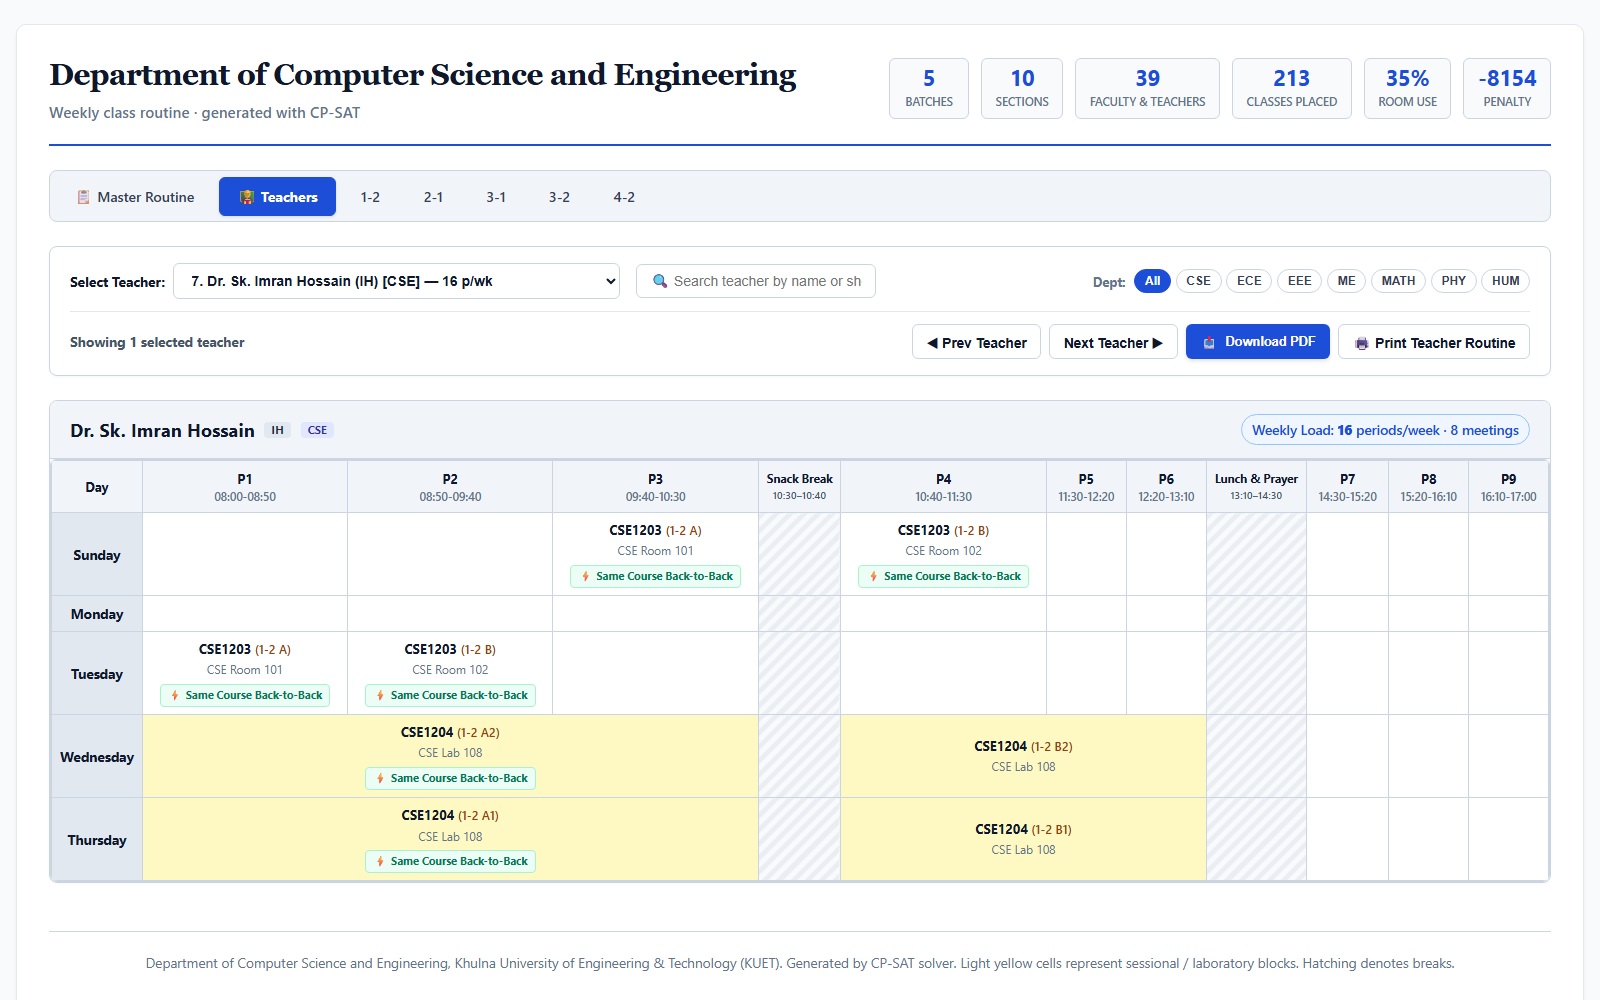 Department of Computer Science and Engineering
Weekly class routine · generated with CP-SAT
5
BATCHES
10
SECTIONS
39
FACULTY & TEACHERS
213
CLASSES PLACED
35%
ROOM USE
-8154
PENALTY
Master Routine
Teachers
1-2
2-1
3-1
3-2
4-2
Select Teacher:
7. Dr. Sk. Imran Hossain (IH) [CSE] — 16 p/wk
Search teacher by name or sh
Dept:
All
CSE
ECE
EEE
ME
MATH
PHY
HUM
Showing 1 selected teacher
◀ Prev Teacher
Next Teacher ▶
Download PDF
Print Teacher Routine
Dr. Sk. Imran Hossain IH CSE
Weekly Load: 16 periods/week · 8 meetings
Day
P1
08:00-08:50
P2
08:50-09:40
P3
09:40-10:30
Snack Break
10:30–10:40
P4
10:40-11:30
P5
11:30-12:20
P6
12:20-13:10
Lunch & Prayer
13:10–14:30
P7
14:30-15:20
P8
15:20-16:10
P9
16:10-17:00
Sunday
CSE1203 (1-2 A)
CSE Room 101
Same Course Back-to-Back
CSE1203 (1-2 B)
CSE Room 102
Same Course Back-to-Back
Monday
Tuesday
CSE1203 (1-2 A)
CSE Room 101
Same Course Back-to-Back
CSE1203 (1-2 B)
CSE Room 102
Same Course Back-to-Back
Wednesday
CSE1204 (1-2 A2)
CSE Lab 108
Same Course Back-to-Back
CSE1204 (1-2 B2)
CSE Lab 108
Thursday
CSE1204 (1-2 A1)
CSE Lab 108
Same Course Back-to-Back
CSE1204 (1-2 B1)
CSE Lab 108
Department of Computer Science and Engineering, Khulna University of Engineering & Technology (KUET). Generated by CP-SAT solver. Light yellow cells represent sessional / laboratory blocks. Hatching denotes breaks.